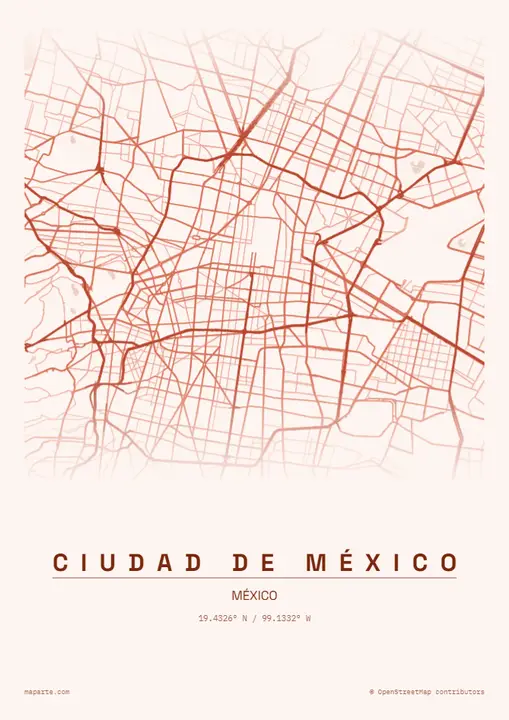 CIUDAD DE MÉXICO
MÉXICO
19.4326° N / 99.1332° W
maparte.com
© OpenStreetMap contributors